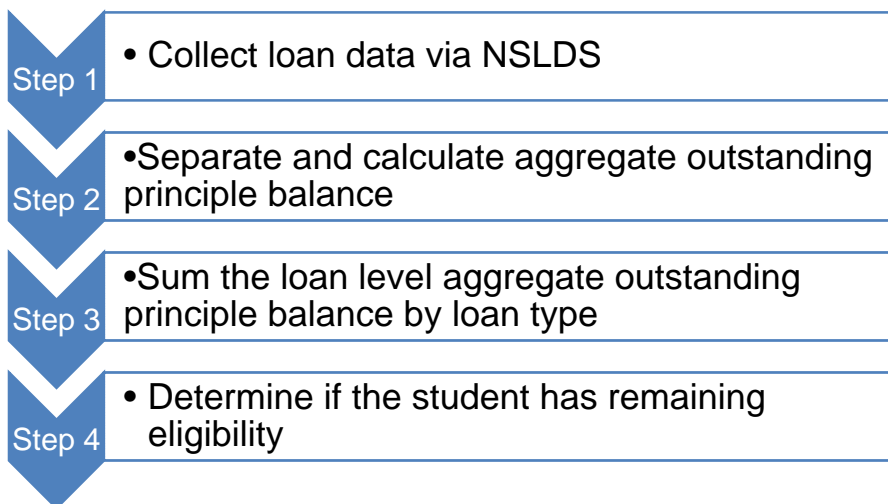 Step 1
• Collect loan data via NSLDS
Step 2
•Separate and calculate aggregate outstanding
principle balance
Step 3
•Sum the loan level aggregate outstanding
principle balance by loan type
Step 4
• Determine if the student has remaining
eligibility